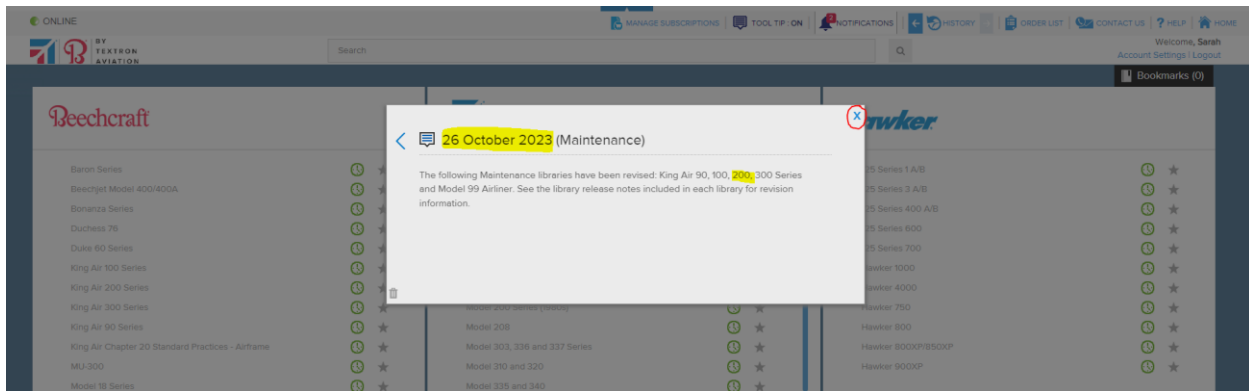 ONLINE
MANAGE SUBSCRIPTIONS TOOL TIP : ON 2 NOTIFICATIONS HISTORY ORDER LIST CONTACT US ? HELP HOME
BY
TEXTRON
AVIATION
Search
Welcome, Sarah
Account Settings | Logout
Bookmarks (0)
Beechcraft
Hawker
X
26 October 2023 (Maintenance)
The following Maintenance libraries have been revised: King Air 90, 100, 200, 300 Series
and Model 99 Airliner. See the library release notes included in each library for revision
information.
Baron Series
Beechjet Model 400/400A
Bonanza Series
Duchess 76
Duke 60 Series
King Air 100 Series
King Air 200 Series
King Air 300 Series
King Air 90 Series
King Air Chapter 20 Standard Practices - Airframe
MU-300
Model 18 Series
Model 208
Model 303, 336 and 337 Series
Model 310 and 320
Model 335 and 340
25 Series 1 A/B
25 Series 3 A/B
25 Series 400 A/B
25 Series 600
25 Series 700
Hawker 1000
Hawker 4000
Hawker 750
Hawker 800
Hawker 800XP/850XP
Hawker 900XP